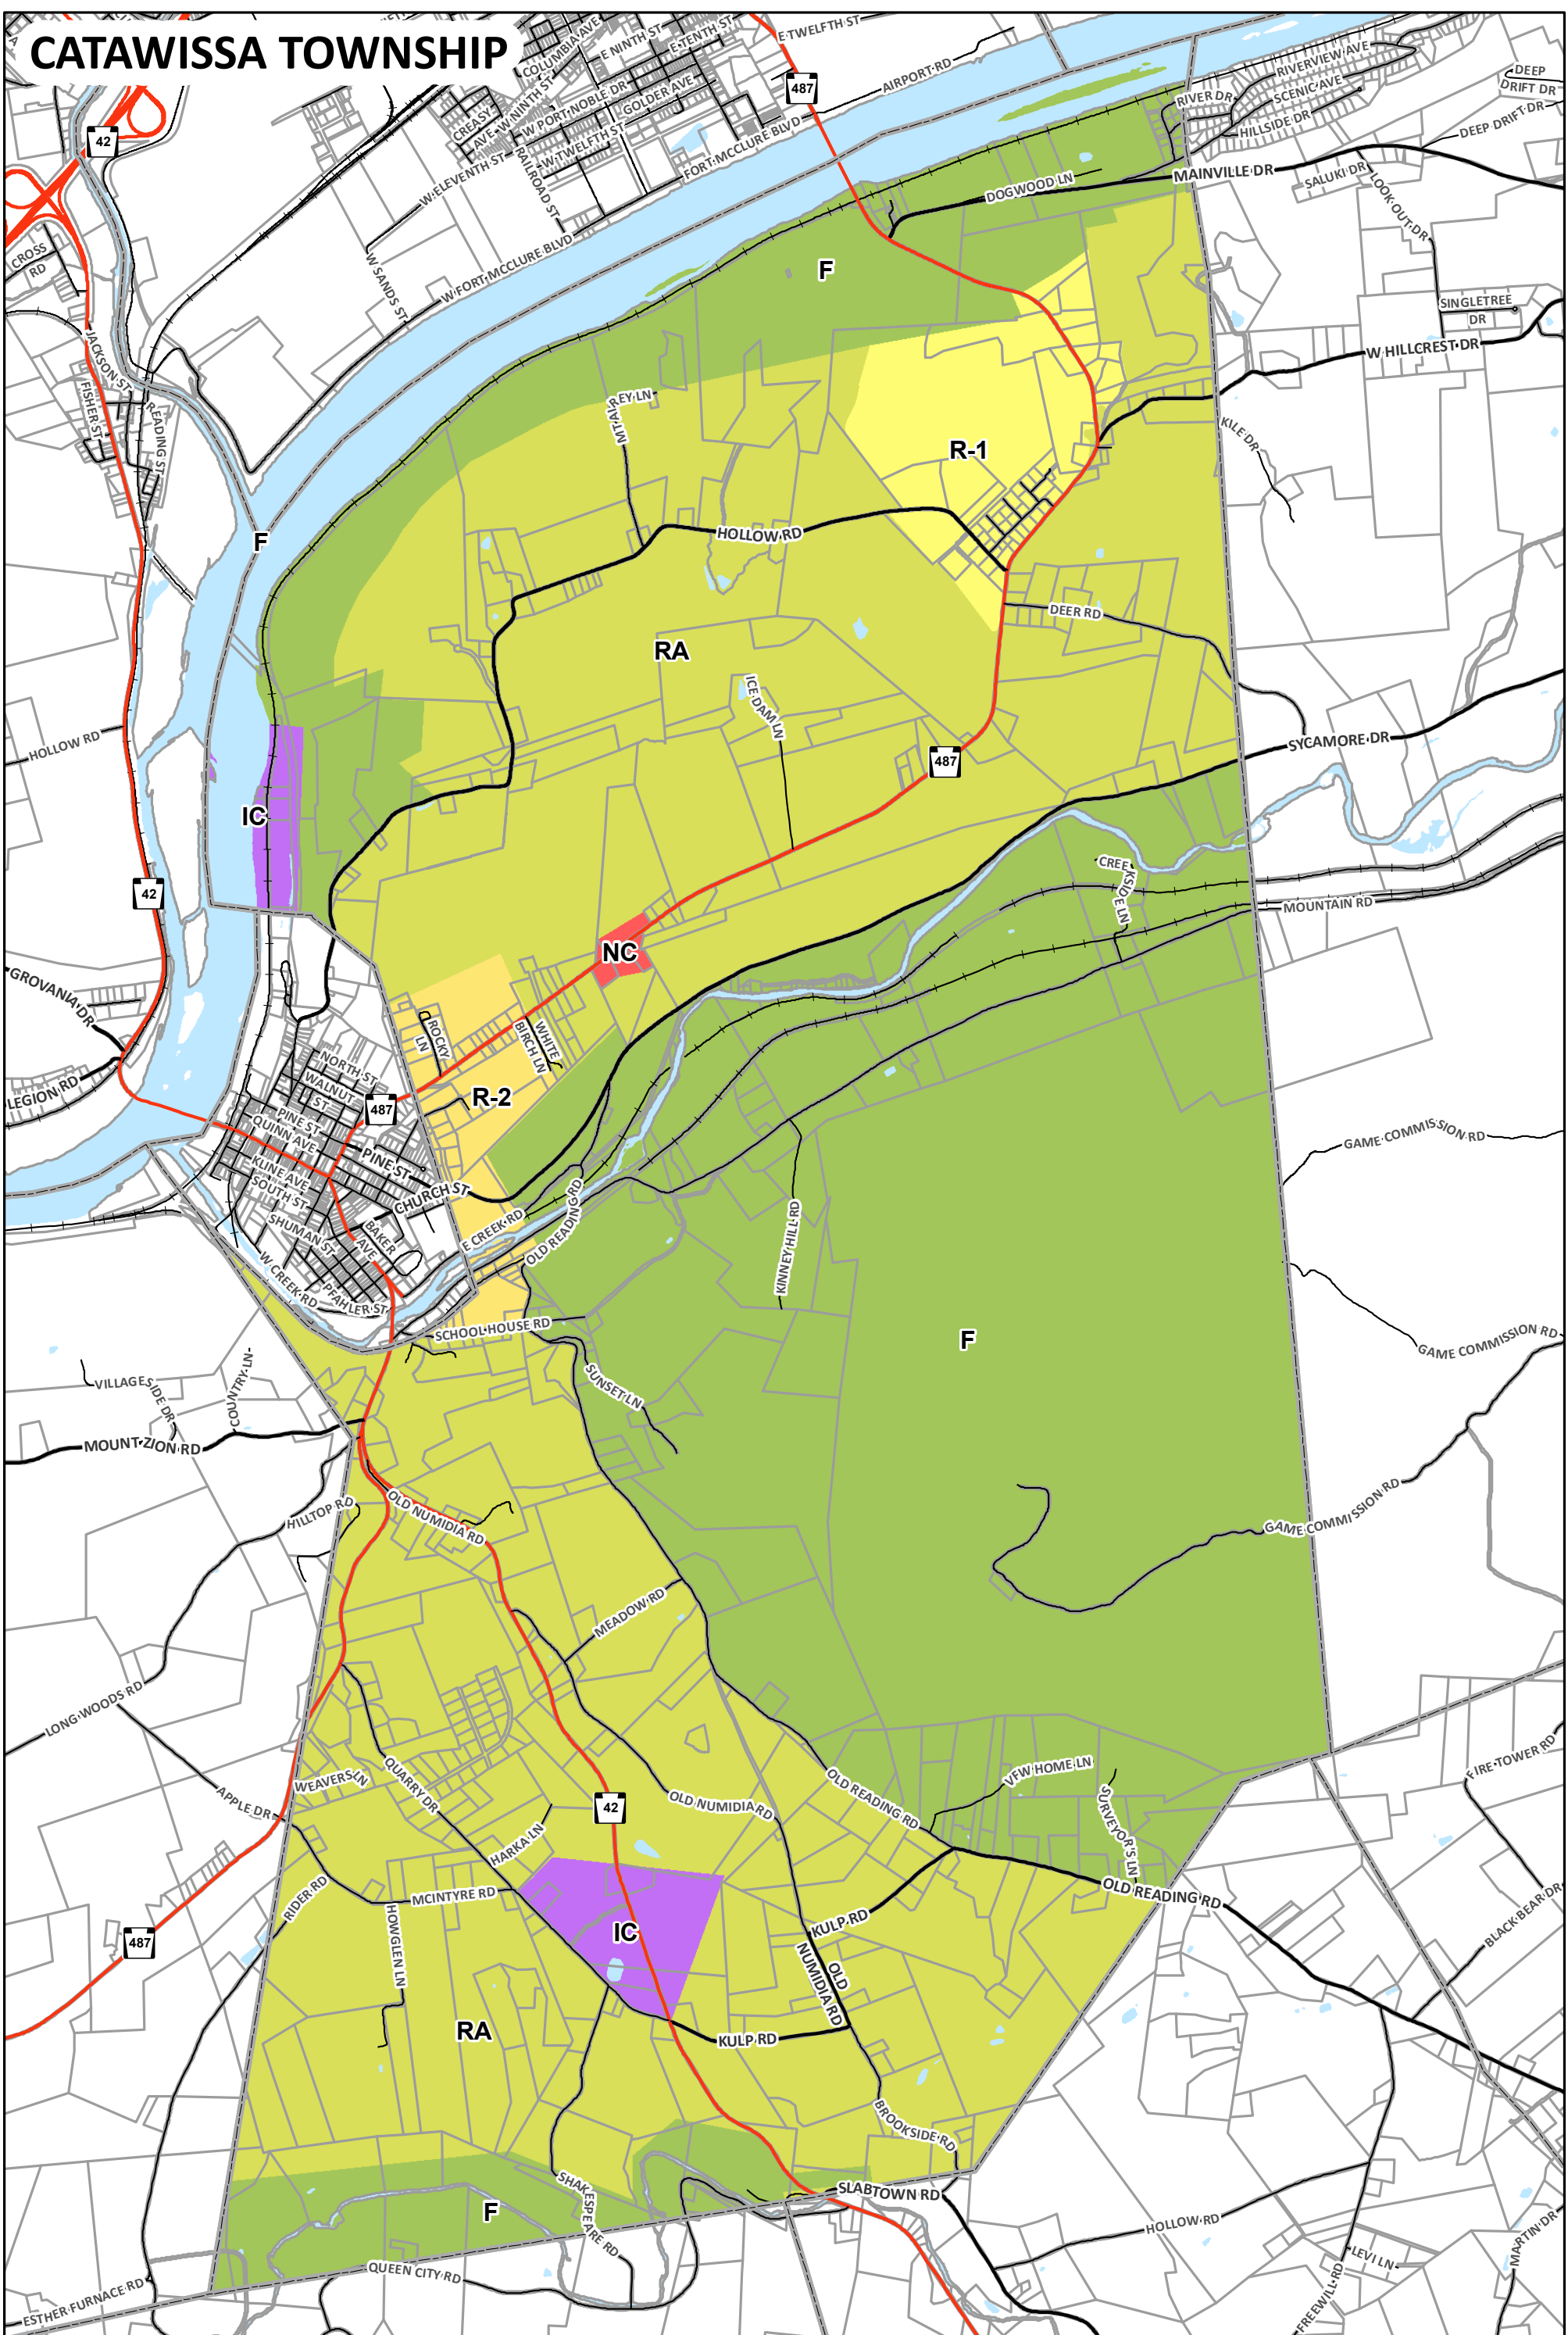 CATAWISSA TOWNSHIP
E TWELFTH ST
COLUMBIA AVE
E NINTH ST
E TENTH ST
487
AIRPORT RD
W NINTH ST
W PORT NOBLE DR
GOLDER AVE
CREASY
AVE
W TWELFTH ST
RAILROAD ST
W ELEVENTH ST
FORT MCCLURE BLVD
42
RIVERVIEW AVE
SCENIC AVE
RIVER DR
HILLSIDE DR
DEEP
DRIFT DR
DEEP DRIFT DR
MAINVILLE DR
DOGWOOD LN
SALUKI DR
LOOK OUT DR
CROSS
RD
W SANDS ST
W FORT MCCLURE BLVD
F
SINGLETREE
DR
W HILLCREST DR
JACKSON ST
FISHER ST
READING ST
KILE DR
R-1
HOLLOW RD
F
DEER RD
RA
ICE DAM LN
HOLLOW RD
SYCAMORE DR
487
IC
42
CREEKSIDE LN
MOUNTAIN RD
NC
GROVANIA DR
LEGION RD
ROCKY
LN
WHITE
BIRCH LN
R-2
NORTH ST
WALNUT
ST
487
PINE ST
QUINN AVE
PINE ST
KLINE AVE
SOUTH ST
CHURCH ST
SHUMAN ST
BAKER
AVE
W CREEK RD
PFAHLER ST
E CREEK RD
OLD READING RD
KINNEY HILL RD
GAME COMMISSION RD
GAME COMMISSION RD
SCHOOL HOUSE RD
F
SUNSET LN
VILLAGE SIDE DR
COUNTRY LN
MOUNT ZION RD
HILLTOP RD
OLD NUMIDIA RD
GAME COMMISSION RD
MEADOW RD
LONG WOODS RD
APPLE DR
WEAVERS LN
QUARRY DR
42
OLD NUMIDIA RD
OLD READING RD
VFW HOME LN
SURVEYOR'S LN
FIRE TOWER RD
HARKA LN
MCINTYRE RD
RIDER RD
HOWGLEN LN
487
IC
KULP RD
OLD
NUMIDIA RD
OLD READING RD
BLACK BEAR DR
RA
KULP RD
BROOKSIDE RD
SLABTOWN RD
SHAKESPEARE RD
F
QUEEN CITY RD
ESTHER FURNACE RD
HOLLOW RD
LEVI LN
FREEWILL RD
MARTIN DR